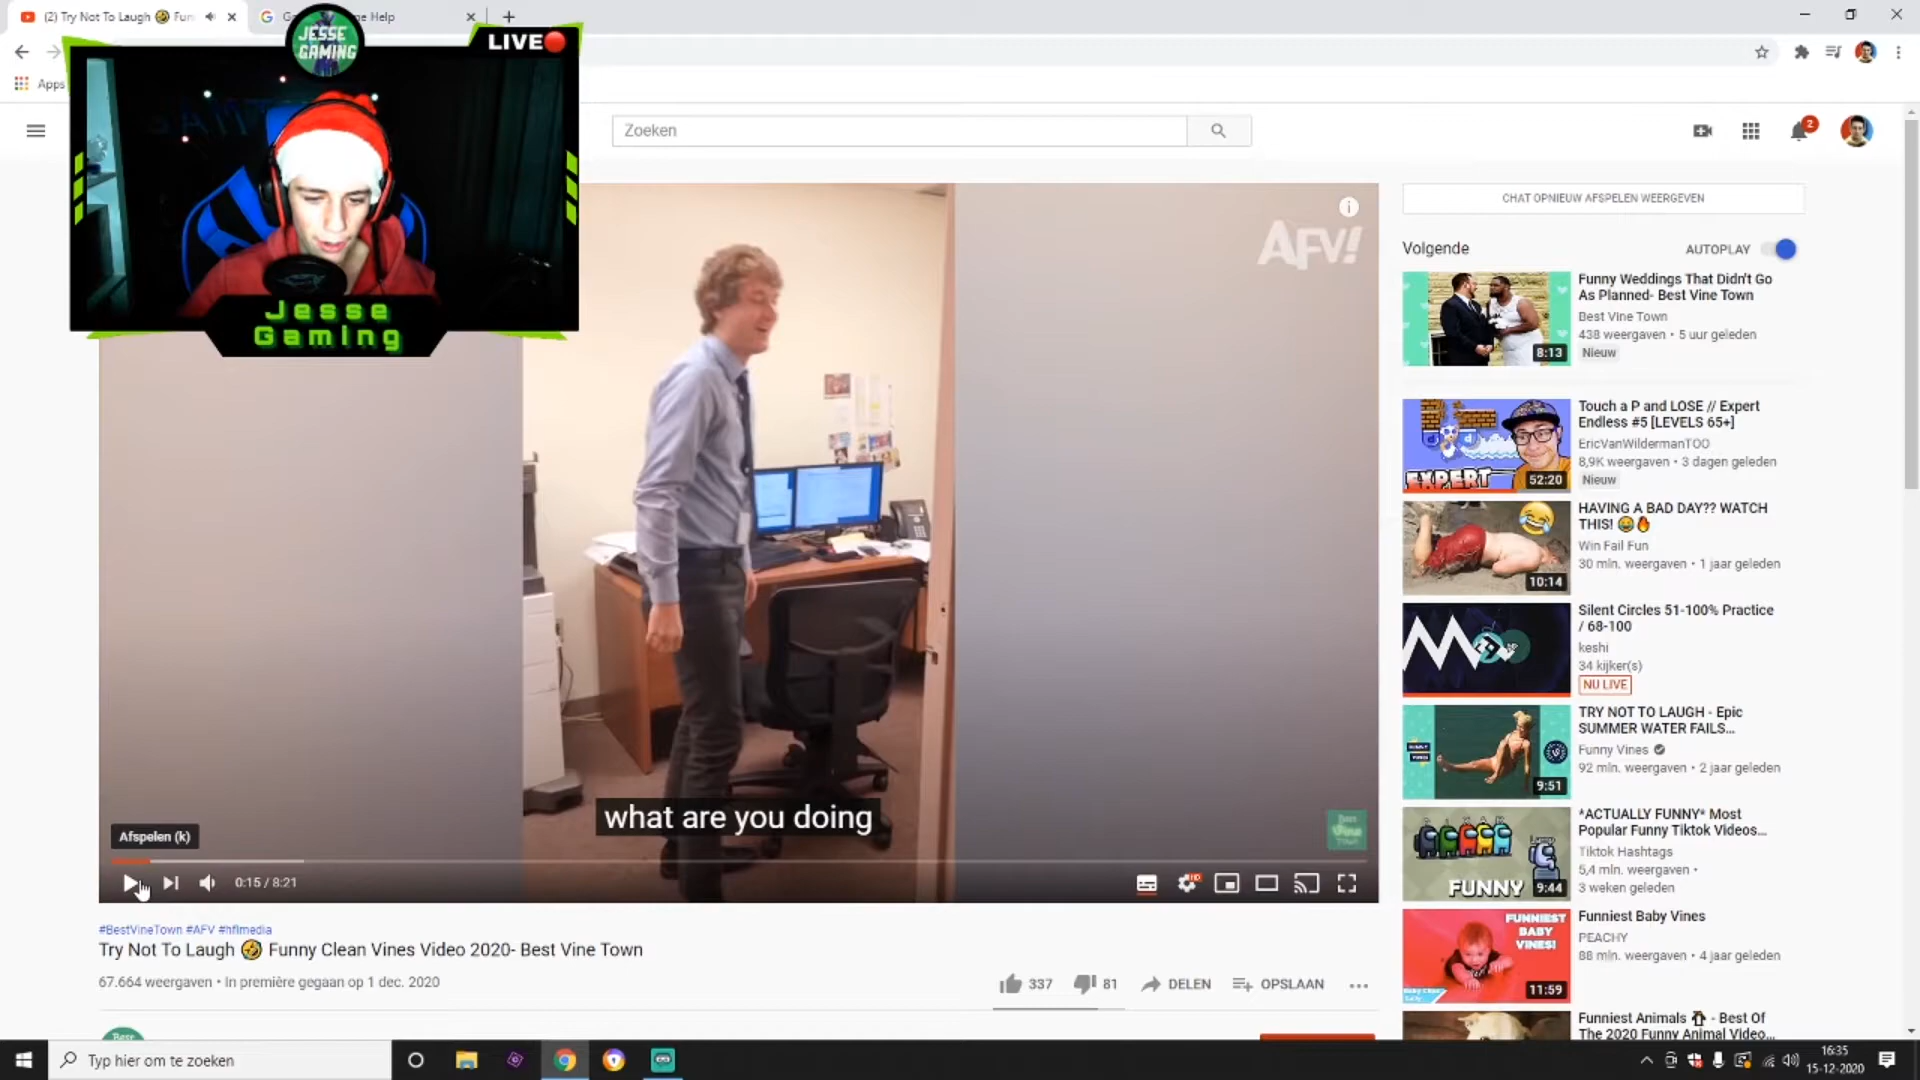 (2) Try Not To Laugh 🤣 Fun
Help
Apps
JESSE
GAMING
LIVE
Jesse
Gaming
Zoeken
2
AFV!
what are you doing
Best
Vine
Town
Afspelen (k)
0:15 / 8:21
HD
#BestVineTown #AFV #hflmedia
Try Not To Laugh 🤣 Funny Clean Vines Video 2020- Best Vine Town
67.664 weergaven • In première gegaan op 1 dec. 2020
337
81
DELEN
OPSLAAN
CHAT OPNIEUW AFSPELEN WEERGEVEN
Volgende
AUTOPLAY
Funny Weddings That Didn't Go
As Planned- Best Vine Town
Best Vine Town
438 weergaven • 5 uur geleden
Nieuw
8:13
Touch a P and LOSE // Expert
Endless #5 [LEVELS 65+]
EricVanWildermanTOO
8,9K weergaven • 3 dagen geleden
Nieuw
EXPERT
52:20
HAVING A BAD DAY?? WATCH
THIS! 😂🔥
Win Fail Fun
30 mln. weergaven • 1 jaar geleden
10:14
Silent Circles 51-100% Practice
/ 68-100
keshi
34 kijker(s)
NU LIVE
TRY NOT TO LAUGH - Epic
SUMMER WATER FAILS...
Funny Vines
92 mln. weergaven • 2 jaar geleden
9:51
*ACTUALLY FUNNY* Most
Popular Funny Tiktok Videos...
Tiktok Hashtags
5,4 mln. weergaven •
3 weken geleden
FUNNY
9:44
Funniest Baby Vines
PEACHY
88 mln. weergaven • 4 jaar geleden
FUNNIEST
BABY
VINES!
11:59
Funniest Animals 🐧 - Best Of
The 2020 Funny Animal Video...
Typ hier om te zoeken
16:35
15-12-2020